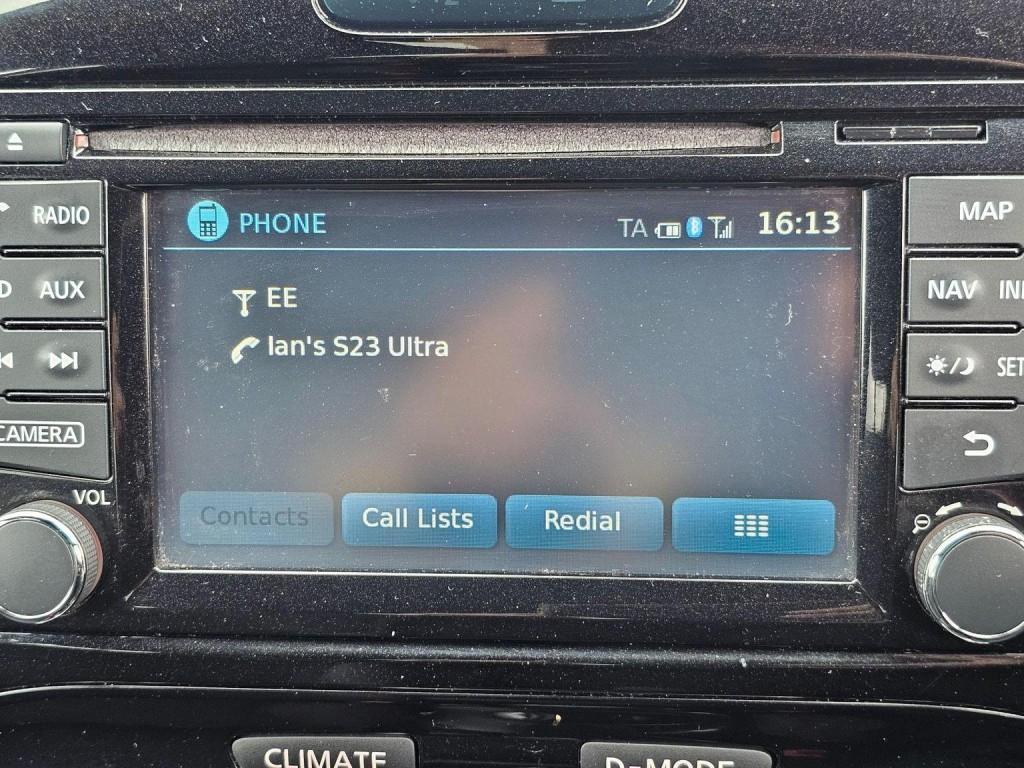 PHONE
TA 16:13
EE
Ian's S23 Ultra
Contacts Call Lists Redial
RADIO
AUX
CAMERA
VOL
MAP
NAV
CLIMATE
D-MODE